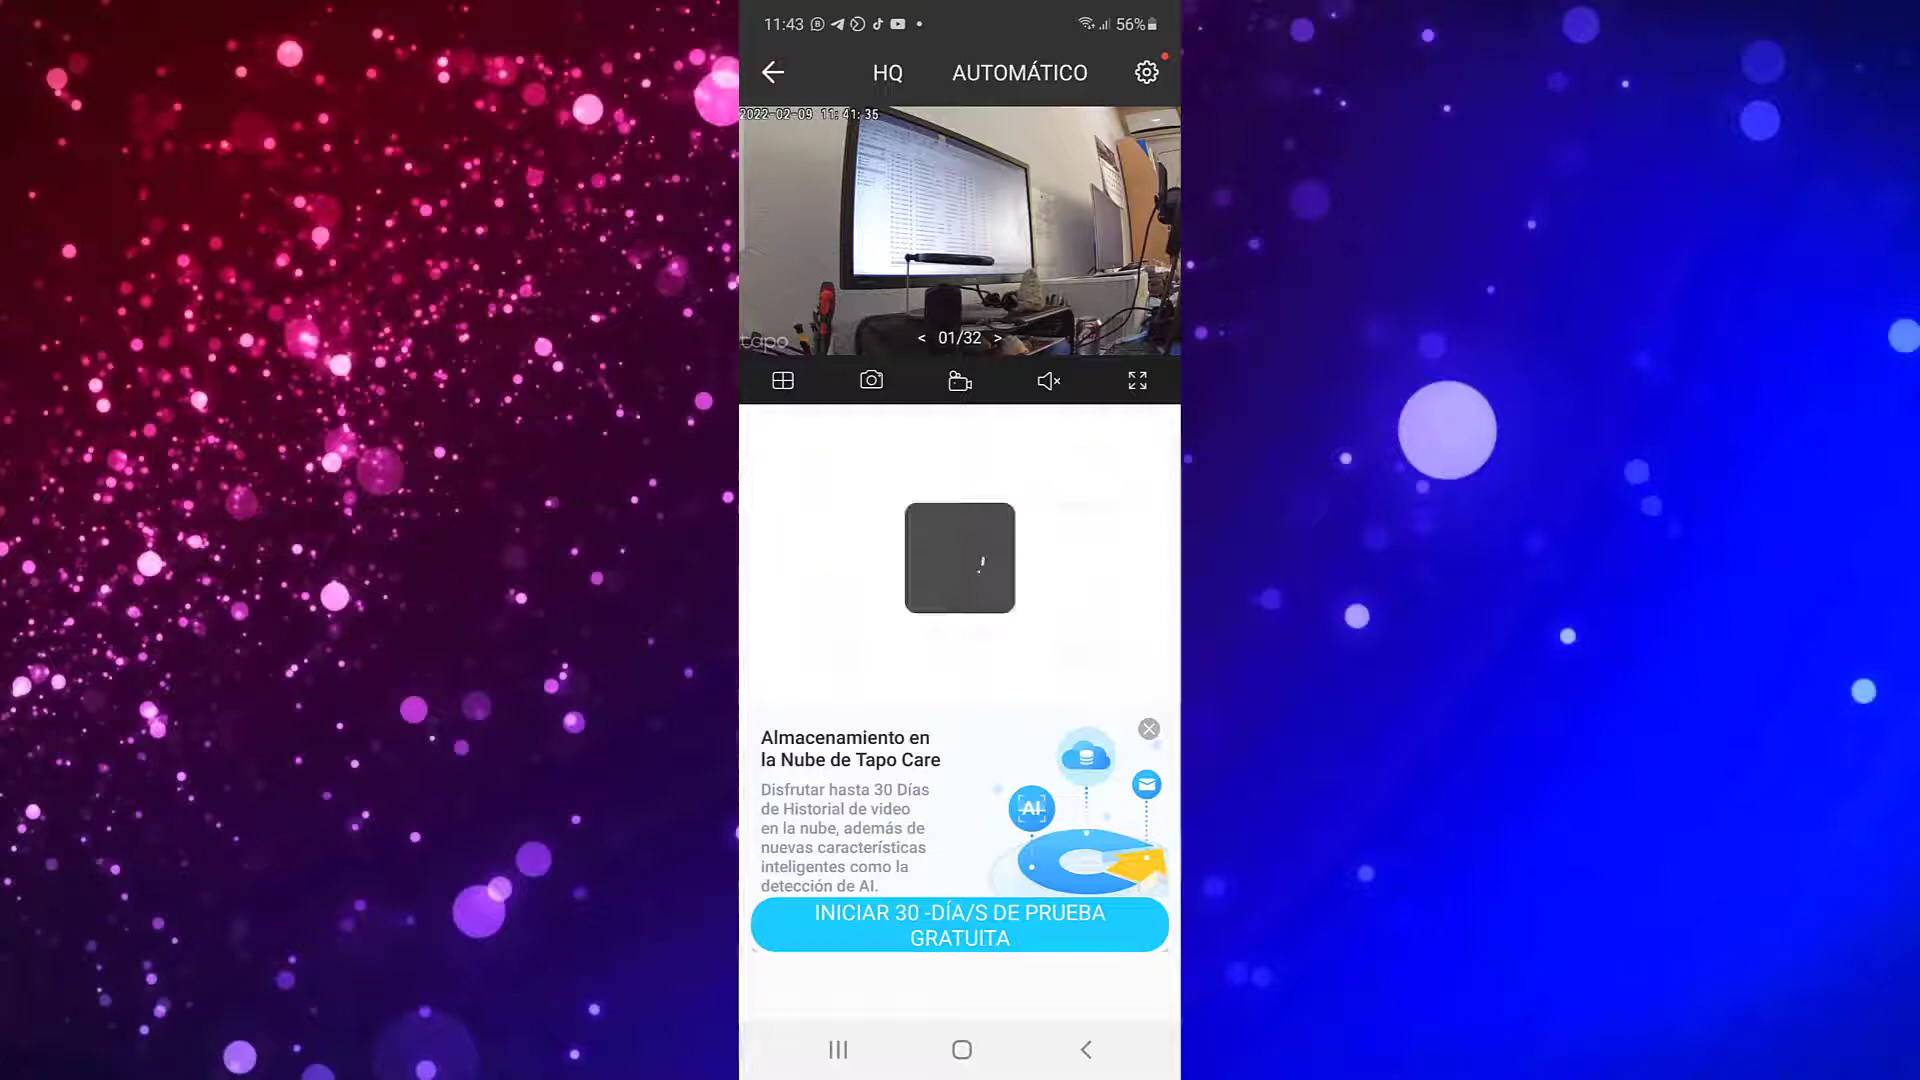 11:43
56%
HQ
AUTOMÁTICO
2022-02-09 11:41:35
tapo
< 01/32 >
Almacenamiento en
la Nube de Tapo Care
Disfrutar hasta 30 Días
de Historial de video
en la nube, además de
nuevas características
inteligentes como la
detección de AI.
AI
INICIAR 30 -DÍA/S DE PRUEBA
GRATUITA